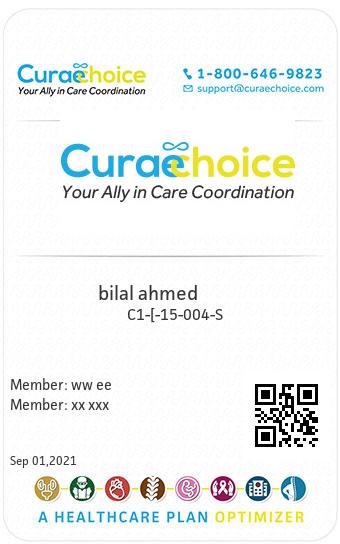 Curaechoice
Your Ally in Care Coordination
1-800-646-9823
support@curaechoice.com
Curaechoice
Your Ally in Care Coordination
bilal ahmed
C1-[-15-004-S
Member: ww ee
Member: xx xxx
Sep 01,2021
A HEALTHCARE PLAN OPTIMIZER